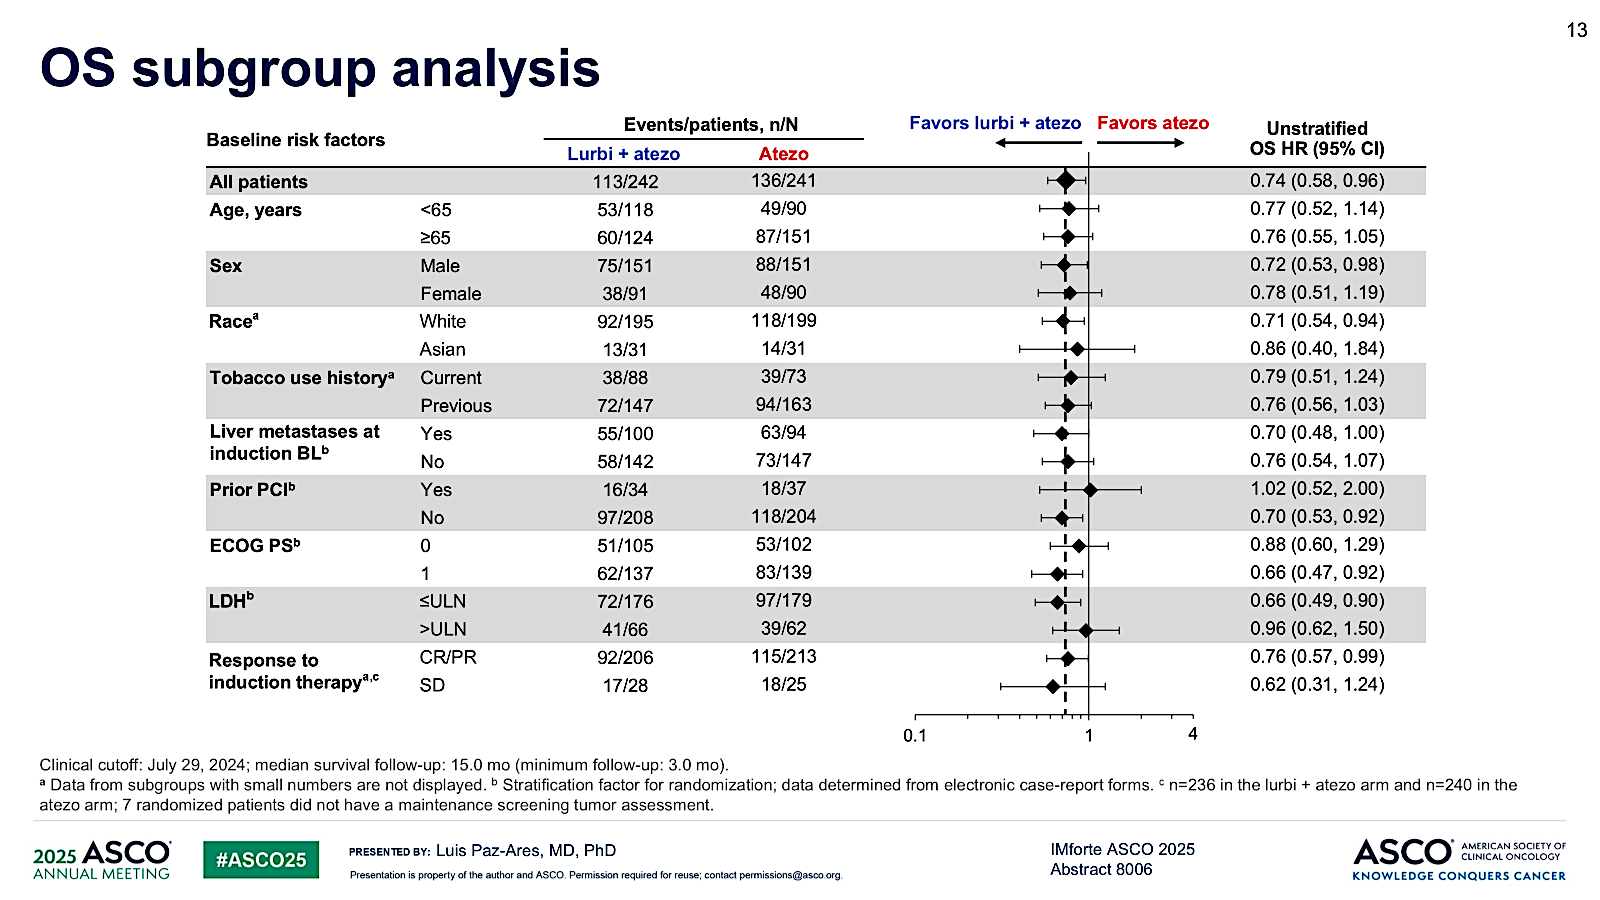 13
OS subgroup analysis
Baseline risk factors
Events/patients, n/N
Lurbi + atezo Atezo
Favors lurbi + atezo Favors atezo
Unstratified
OS HR (95% CI)
All patients 113/242 136/241 0.74 (0.58, 0.96)
Age, years <65 53/118 49/90 0.77 (0.52, 1.14)
≥65 60/124 87/151 0.76 (0.55, 1.05)
Sex Male 75/151 88/151 0.72 (0.53, 0.98)
Female 38/91 48/90 0.78 (0.51, 1.19)
Raceᵃ White 92/195 118/199 0.71 (0.54, 0.94)
Asian 13/31 14/31 0.86 (0.40, 1.84)
Tobacco use historyᵃ Current 38/88 39/73 0.79 (0.51, 1.24)
Previous 72/147 94/163 0.76 (0.56, 1.03)
Liver metastases at
induction BLᵇ
Yes 55/100 63/94 0.70 (0.48, 1.00)
No 58/142 73/147 0.76 (0.54, 1.07)
Prior PCIᵇ Yes 16/34 18/37 1.02 (0.52, 2.00)
No 97/208 118/204 0.70 (0.53, 0.92)
ECOG PSᵇ 0 51/105 53/102 0.88 (0.60, 1.29)
1 62/137 83/139 0.66 (0.47, 0.92)
LDHᵇ ≤ULN 72/176 97/179 0.66 (0.49, 0.90)
>ULN 41/66 39/62 0.96 (0.62, 1.50)
Response to
induction therapyᵃ,ᶜ
CR/PR 92/206 115/213 0.76 (0.57, 0.99)
SD 17/28 18/25 0.62 (0.31, 1.24)
0.1 1 4
Clinical cutoff: July 29, 2024; median survival follow-up: 15.0 mo (minimum follow-up: 3.0 mo).
ᵃ Data from subgroups with small numbers are not displayed. ᵇ Stratification factor for randomization; data determined from electronic case-report forms. ᶜ n=236 in the lurbi + atezo arm and n=240 in the
atezo arm; 7 randomized patients did not have a maintenance screening tumor assessment.
2025 ASCO
ANNUAL MEETING
#ASCO25
PRESENTED BY: Luis Paz-Ares, MD, PhD
Presentation is property of the author and ASCO. Permission required for reuse; contact permissions@asco.org.
IMforte ASCO 2025
Abstract 8006
ASCO AMERICAN SOCIETY OF
CLINICAL ONCOLOGY
KNOWLEDGE CONQUERS CANCER